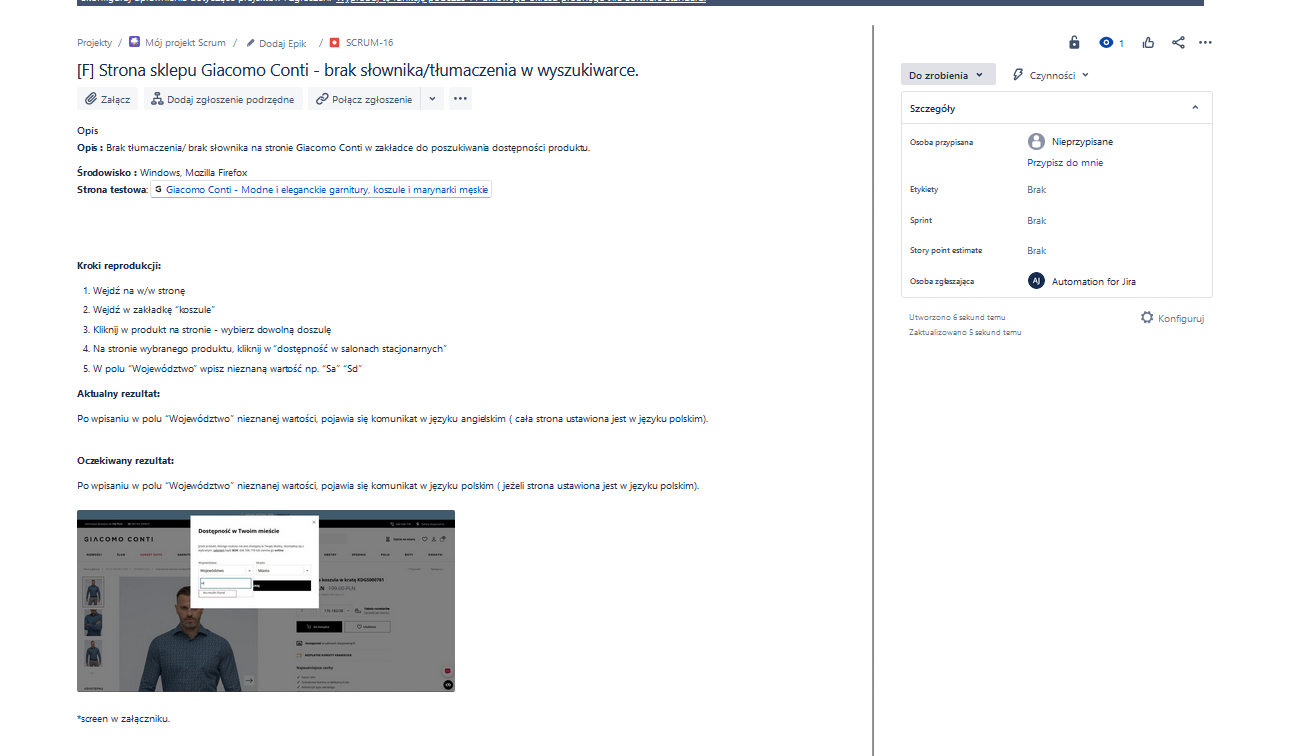 Projekty / Mój projekt Scrum / Dodaj Epik / SCRUM-16
[F] Strona sklepu Giacomo Conti - brak słownika/tłumaczenia w wyszukiwarce.
Załącz Dodaj zgłoszenie podrzędne Połącz zgłoszenie
Opis
Opis : Brak tłumaczenia/ brak słownika na stronie Giacomo Conti w zakładce do poszukiwania dostępności produktu.
Środowisko : Windows, Mozilla Firefox
Strona testowa: G Giacomo Conti - Modne i eleganckie garnitury, koszule i marynarki męskie
Kroki reprodukcji:
1. Wejdź na w/w stronę
2. Wejdź w zakładkę “koszule”
3. Kliknij w produkt na stronie - wybierz dowolną doszulę
4. Na stronie wybranego produktu, kliknij w “dostępność w salonach stacjonarnych”
5. W polu “Województwo” wpisz nieznaną wartość np. “Sa” “Sd”
Aktualny rezultat:
Po wpisaniu w polu “Województwo” nieznanej wartości, pojawia się komunikat w języku angielskim ( cała strona ustawiona jest w języku polskim).
Oczekiwany rezultat:
Po wpisaniu w polu “Województwo” nieznanej wartości, pojawia się komunikat w języku polskim ( jeżeli strona ustawiona jest w języku polskim).
Dostępność w Twoim mieście
GIACOMO CONTI
Województwo Miasto
koszula w kratę KDGS000781
*screen w załączniku.
1
Do zrobienia Czynności
Szczegóły
Osoba przypisana Nieprzypisane
Przypisz do mnie
Etykiety Brak
Sprint Brak
Story point estimate Brak
Osoba zgłaszająca AJ Automation for Jira
Utworzono 6 sekund temu
Konfiguruj
Zaktualizowano 5 sekund temu